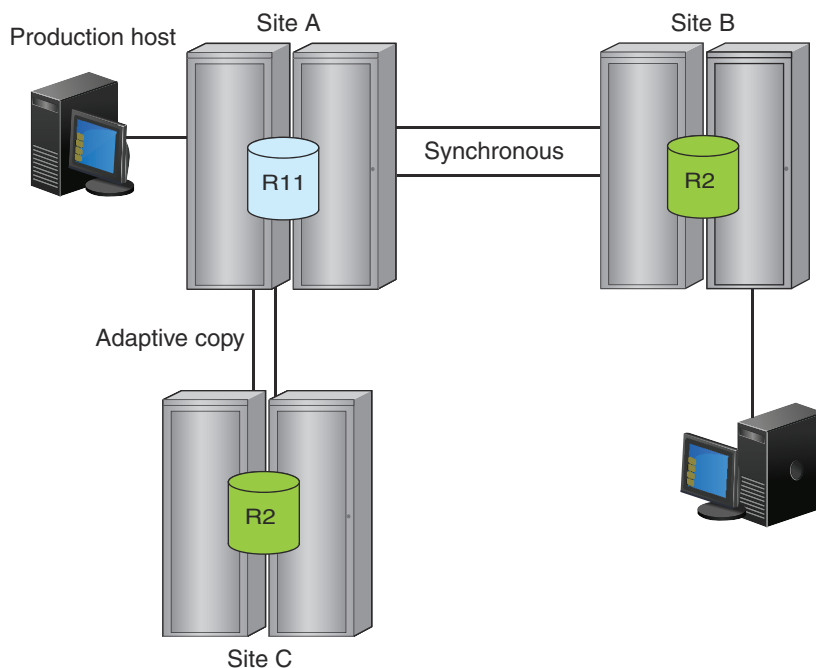 Site A
Site B
Production host
Synchronous
R11
R2
Adaptive copy
R2
Site C